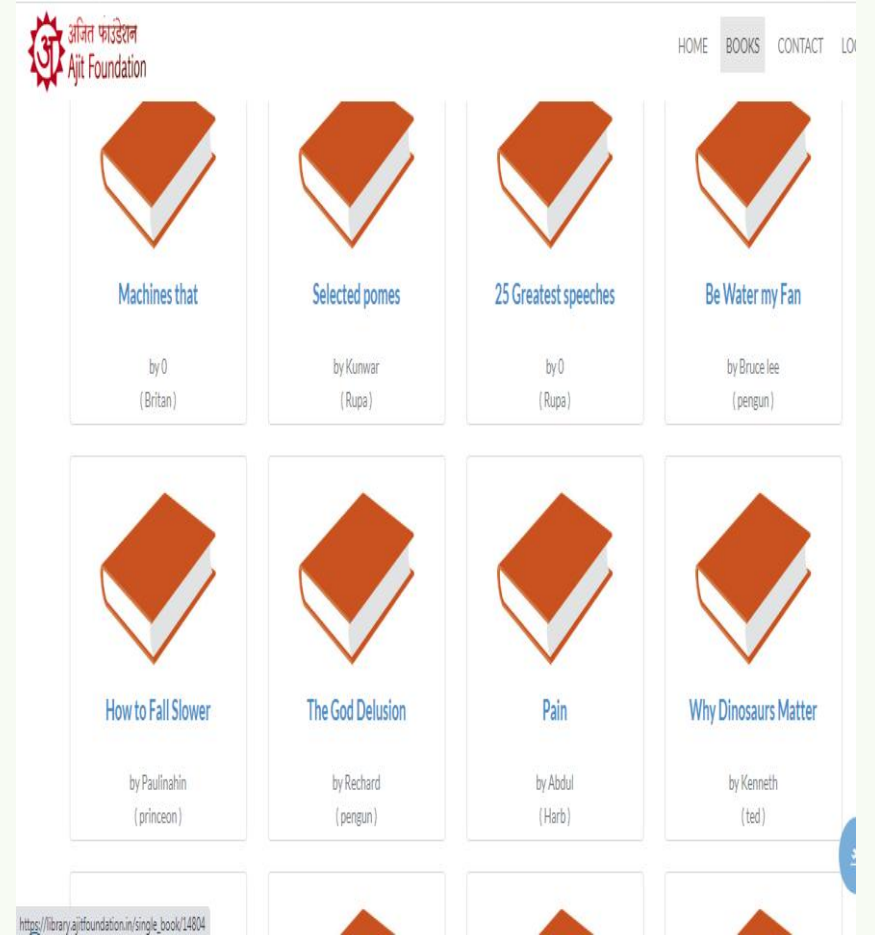 अजित फाउंडेशन
Ajit Foundation
HOME BOOKS CONTACT
Machines that
by 0
( Britan )
Selected pomes
by Kunwar
( Rupa )
25 Greatest speeches
by 0
( Rupa )
Be Water my Fan
by Bruce lee
( pengun )
How to Fall Slower
by Paulinahin
( princeon )
The God Delusion
by Rechard
( pengun )
Pain
by Abdul
( Harb )
Why Dinosaurs Matter
by Kenneth
( ted )
https://library.ajitfoundation.in/single_book/14804